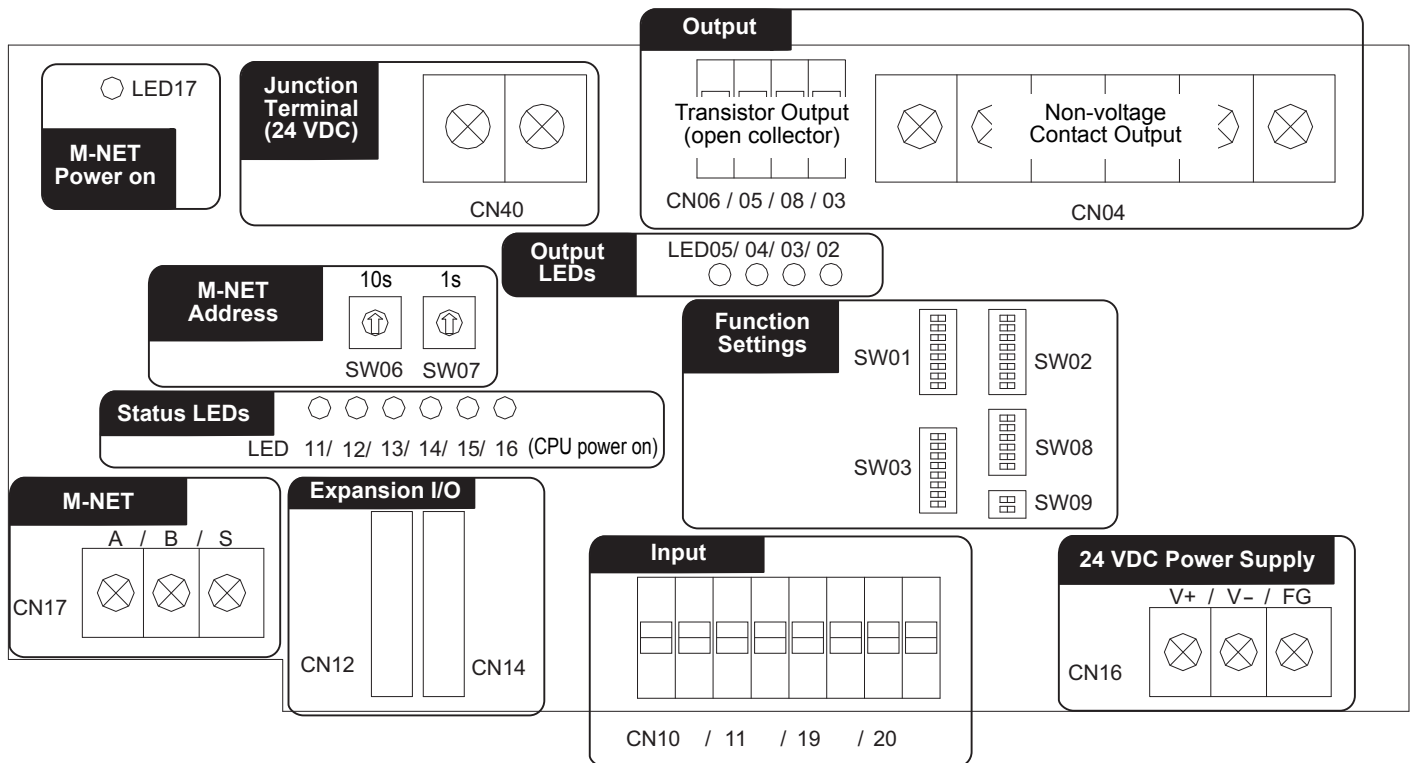 Output
LED17
M-NET
Power on
Junction
Terminal
(24 VDC)
CN40
Transistor Output
(open collector)
CN06 / 05 / 08 / 03
Non-voltage
Contact Output
CN04
Output
LEDs
LED05/ 04/ 03/ 02
M-NET
Address
10s 1s
SW06 SW07
Function
Settings
SW01
SW02
SW03
SW08
SW09
Status LEDs
LED 11/ 12/ 13/ 14/ 15/ 16 (CPU power on)
M-NET
A / B / S
CN17
Expansion I/O
CN12
CN14
Input
CN10 / 11 / 19 / 20
24 VDC Power Supply
V+ / V− / FG
CN16